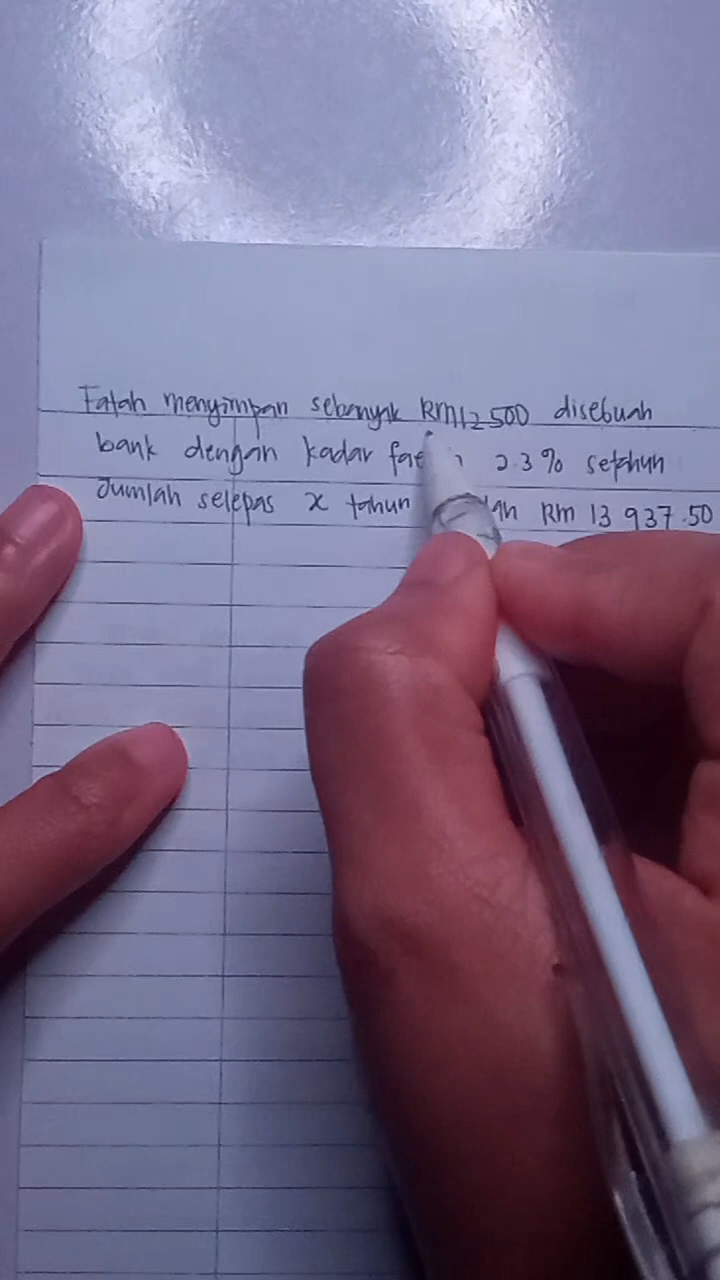 Fatah menyimpan sebanyak RM12 500 disebuah
bank dengan kadar 2.3% setahun
Jumlah selepas x tahun RM 13 937.50